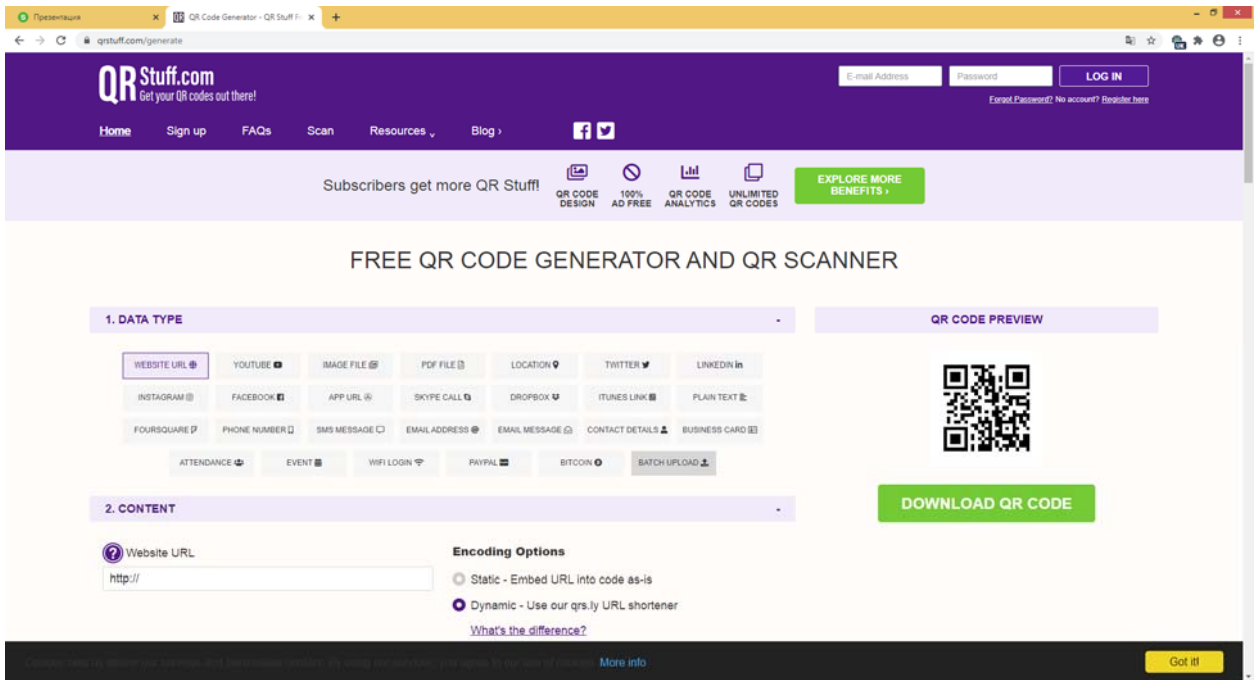 Презентация
QR Code Generator - QR Stuff Fr
qrstuff.com/generate
QR Stuff.com
Get your QR codes out there!
E-mail Address
Password
LOG IN
Forgot Password? No account? Register here
Home Sign up FAQs Scan Resources Blog ›
Subscribers get more QR Stuff!
QR CODE DESIGN
100% AD FREE
QR CODE ANALYTICS
UNLIMITED QR CODES
EXPLORE MORE BENEFITS ›
FREE QR CODE GENERATOR AND QR SCANNER
1. DATA TYPE -
WEBSITE URL YOUTUBE IMAGE FILE PDF FILE LOCATION TWITTER LINKEDIN in
INSTAGRAM FACEBOOK APP URL SKYPE CALL DROPBOX ITUNES LINK PLAIN TEXT
FOURSQUARE PHONE NUMBER SMS MESSAGE EMAIL ADDRESS EMAIL MESSAGE CONTACT DETAILS BUSINESS CARD
ATTENDANCE EVENT WIFI LOGIN PAYPAL BITCOIN BATCH UPLOAD
QR CODE PREVIEW
DOWNLOAD QR CODE
2. CONTENT -
Website URL
http://
Encoding Options
Static - Embed URL into code as-is
Dynamic - Use our qrs.ly URL shortener
What's the difference?
More info
Got it!